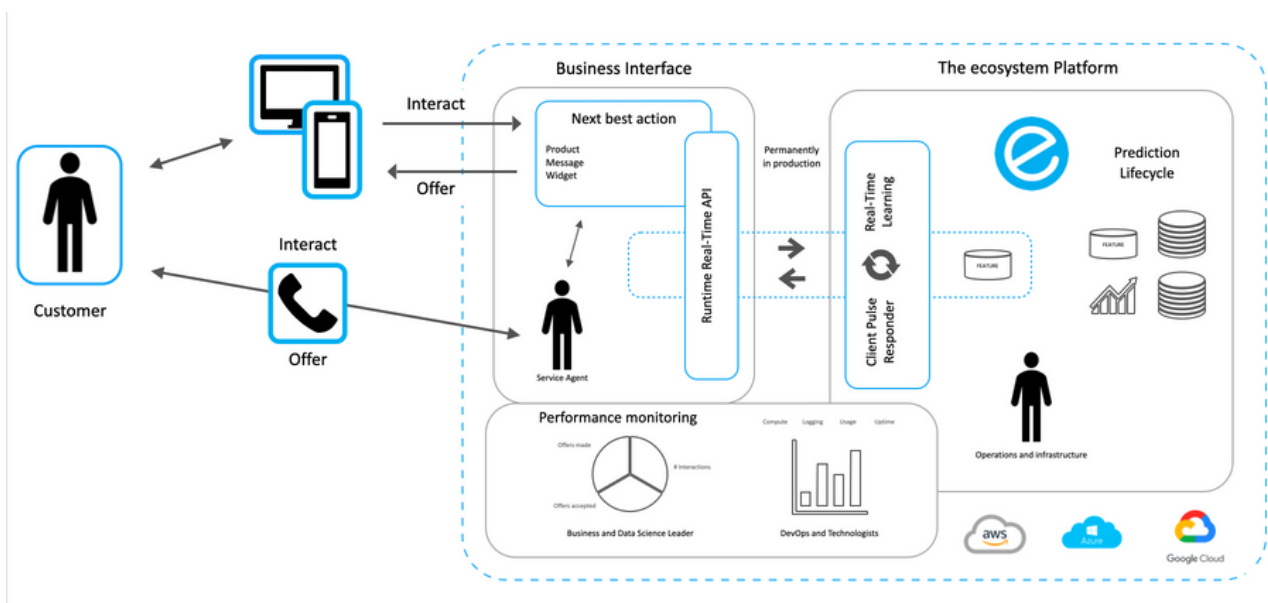 Business Interface
The ecosystem Platform
Interact
Next best action
Product
Message
Widget
Offer
Permanently
in production
Runtime Real-Time API
Real-Time
Learning
Client Pulse
Responder
Prediction
Lifecycle
FEATURE
FEATURE
Customer
Interact
Offer
Service Agent
Operations and infrastructure
Performance monitoring
Offers made
# Interactions
Offers accepted
Business and Data Science Leader
Compute
Logging
Usage
Uptime
DevOps and Technologists
aws
Azure
Google Cloud